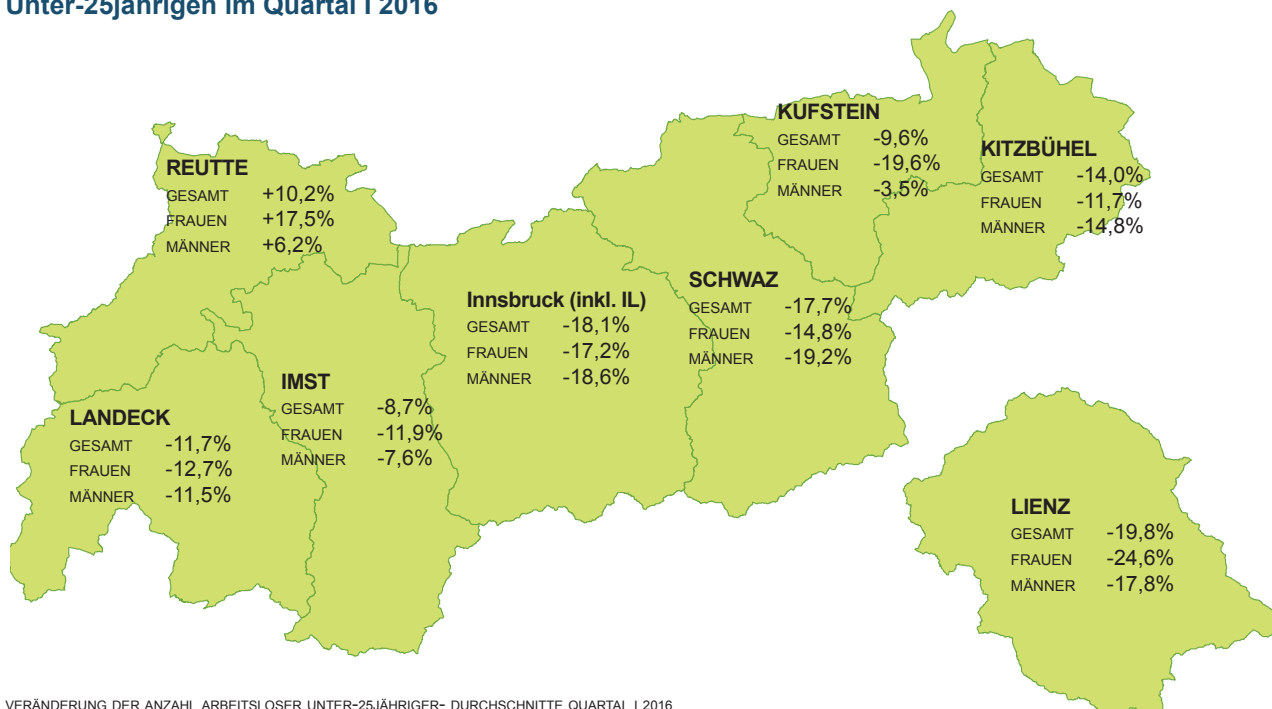 Unter-25jährigen im Quartal I 2016
KUFSTEIN
GESAMT -9,6%
FRAUEN -19,6%
MÄNNER -3,5%
KITZBÜHEL
GESAMT -14,0%
FRAUEN -11,7%
MÄNNER -14,8%
REUTTE
GESAMT +10,2%
FRAUEN +17,5%
MÄNNER +6,2%
SCHWAZ
GESAMT -17,7%
FRAUEN -14,8%
MÄNNER -19,2%
Innsbruck (inkl. IL)
GESAMT -18,1%
FRAUEN -17,2%
MÄNNER -18,6%
IMST
GESAMT -8,7%
FRAUEN -11,9%
MÄNNER -7,6%
LANDECK
GESAMT -11,7%
FRAUEN -12,7%
MÄNNER -11,5%
LIENZ
GESAMT -19,8%
FRAUEN -24,6%
MÄNNER -17,8%
VERÄNDERUNG DER ANZAHL ARBEITSLOSER UNTER-25JÄHRIGER- DURCHSCHNITTE QUARTAL I 2016